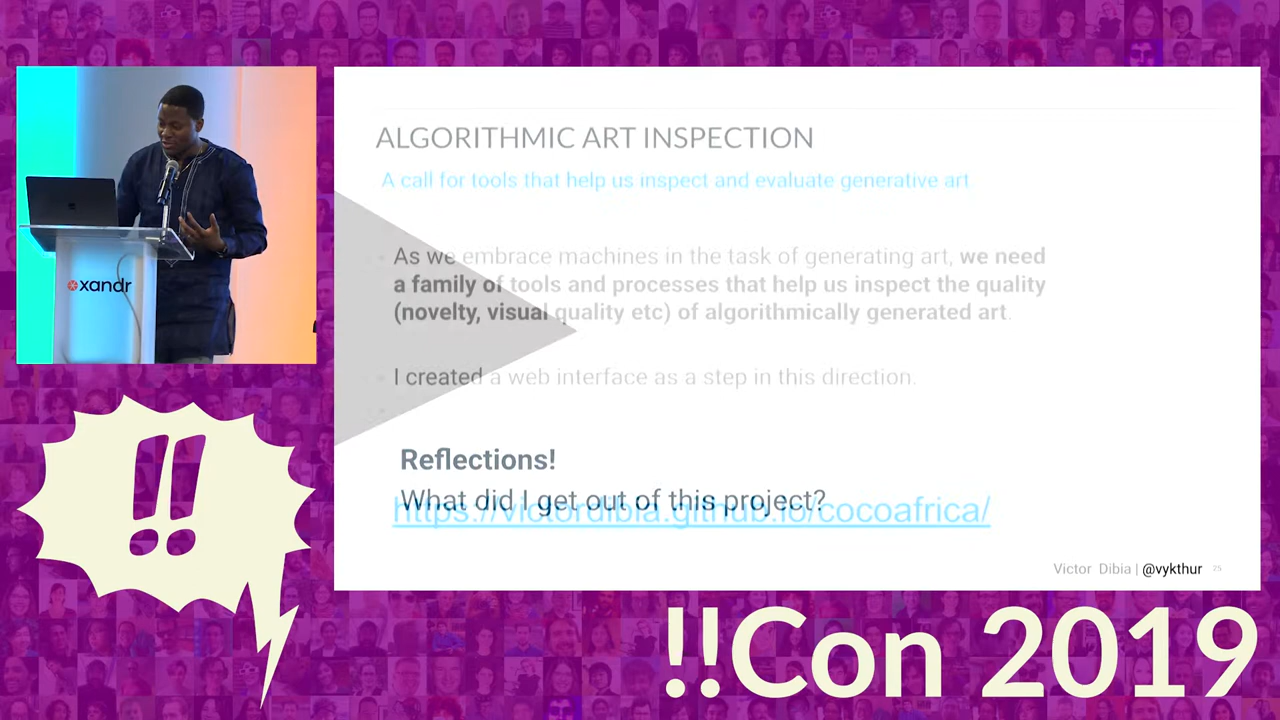 ALGORITHMIC ART INSPECTION
A call for tools that help us inspect and evaluate generative art
As we embrace machines in the task of generating art, we need
a family of tools and processes that help us inspect the quality
(novelty, visual quality etc) of algorithmically generated art.
I created a web interface as a step in this direction.
Reflections!
What did I get out of this project?
https://victordibia.github.io/cocoafrica/
Victor Dibia | @vykthur 25
xandr
!!
!!Con 2019